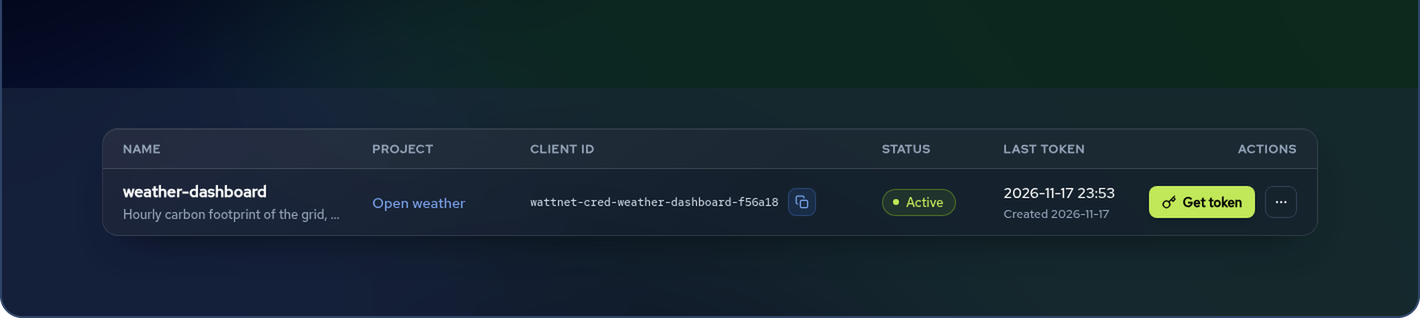 NAME PROJECT CLIENT ID STATUS LAST TOKEN ACTIONS
weather-dashboard
Hourly carbon footprint of the grid, ...
Open weather
wattnet-cred-weather-dashboard-f56a18
Active
2026-11-17 23:53
Created 2026-11-17
Get token